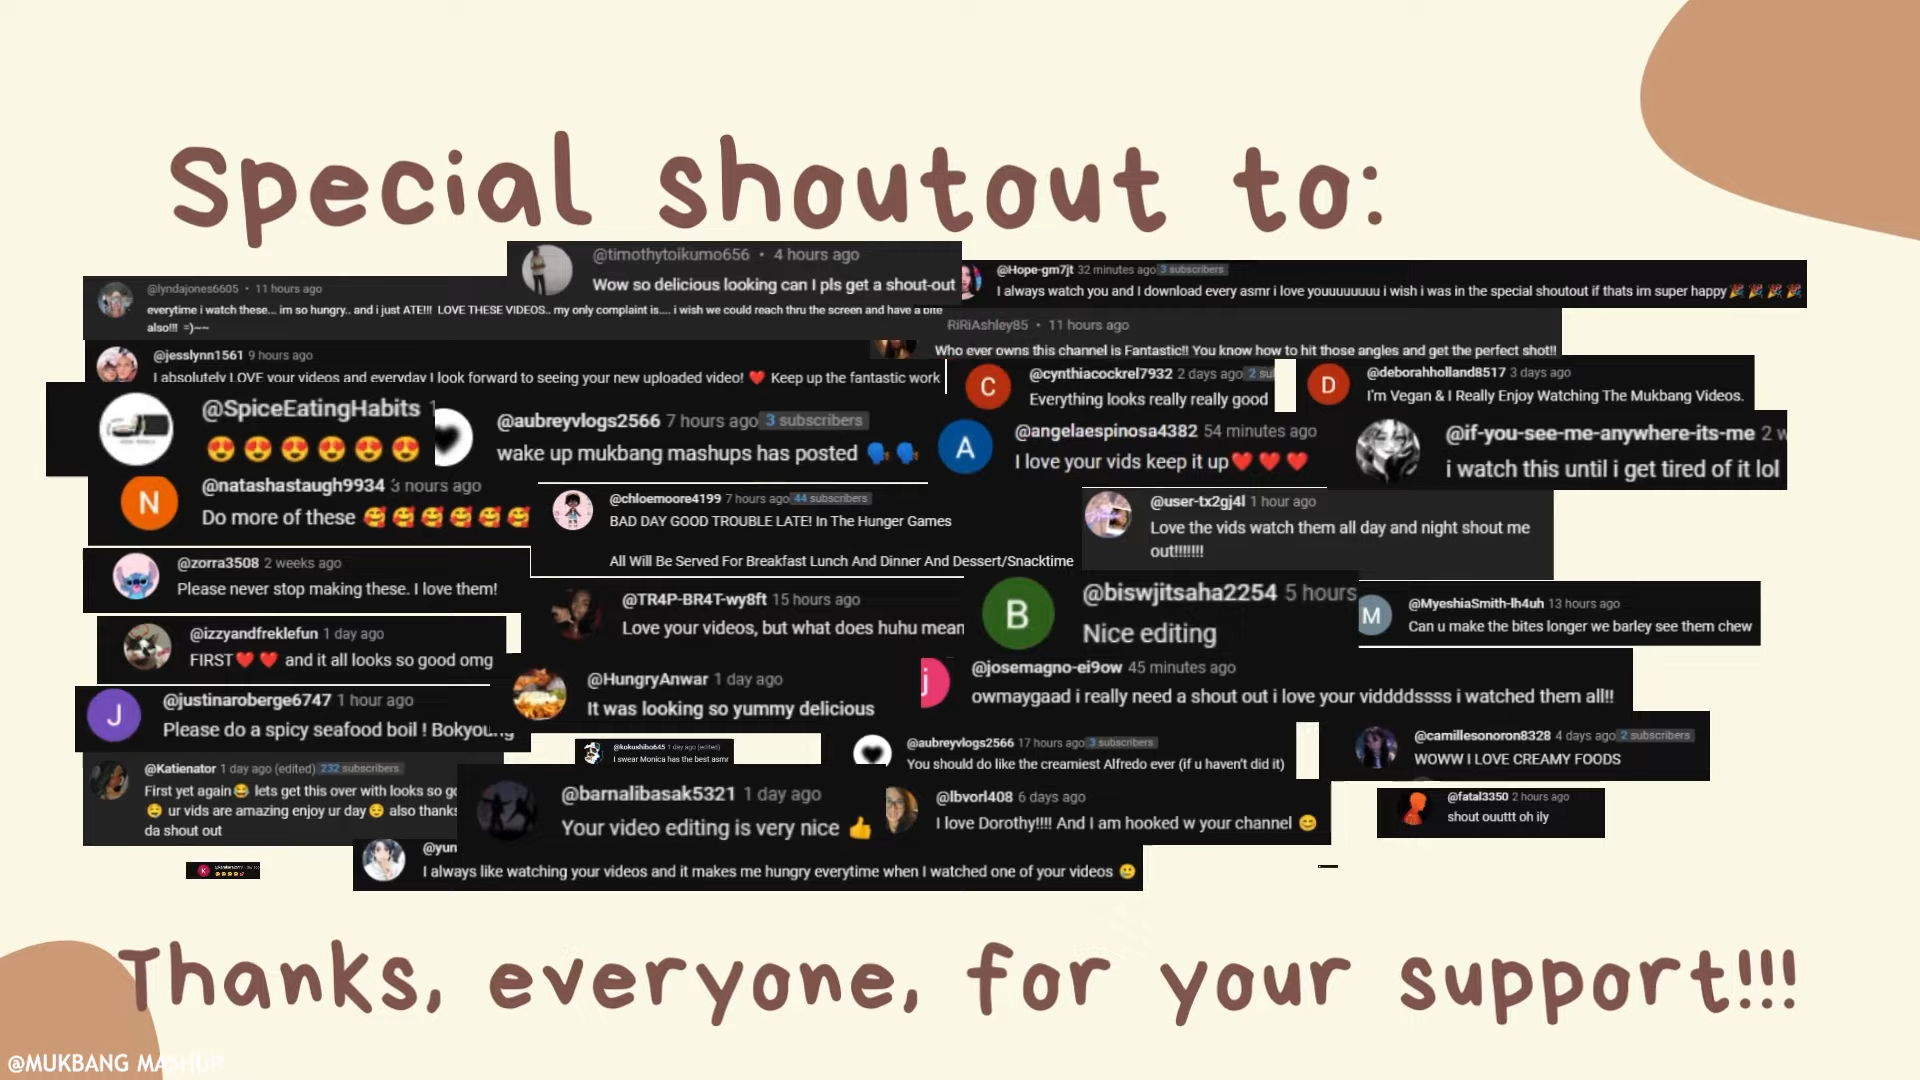 Special shoutout to:
@timothytoikumo656 • 4 hours ago
Wow so delicious looking can I pls get a shout-out
@Hope-gm7jt 32 minutes ago 3 subscribers
I always watch you and I download every asmr i love youuuuuuuu i wish i was in the special shoutout if thats im super happy 🎉 🎉 🎉 🎉
@lyndajones6605 • 11 hours ago
everytime i watch these... im so hungry.. and i just ATE!!! LOVE THESE VIDEOS.. my only complaint is.... i wish we could reach thru the screen and have a bite
also!!! =)~~
RiRiAshley85 • 11 hours ago
Who ever owns this channel is Fantastic!! You know how to hit those angles and get the perfect shot!!
@jesslynn1561 9 hours ago
I absolutely LOVE your videos and everyday I look forward to seeing your new uploaded video! ❤️ Keep up the fantastic work
C
@cynthiacockrel7932 2 days ago 2
Everything looks really really good
D
@deborahholland8517 3 days ago
I'm Vegan & I Really Enjoy Watching The Mukbang Videos.
@SpiceEatingHabits 1
😍 😍 😍 😍 😍 😍
@aubreyvlogs2566 7 hours ago 3 subscribers
wake up mukbang mashups has posted 🗣️ 🗣️
A
@angelaespinosa4382 54 minutes ago
I love your vids keep it up❤️ ❤️ ❤️
@if-you-see-me-anywhere-its-me 2
i watch this until i get tired of it lol
N
@natashastaugh9934 3 hours ago
Do more of these 🥰 🥰 🥰 🥰 🥰 🥰
@chloemoore4199 7 hours ago 44 subscribers
BAD DAY GOOD TROUBLE LATE! In The Hunger Games
All Will Be Served For Breakfast Lunch And Dinner And Dessert/Snacktime
@user-tx2gj4l 1 hour ago
Love the vids watch them all day and night shout me
out!!!!!!!
@zorra3508 2 weeks ago
Please never stop making these. I love them!
@TR4P-BR4T-wy8ft 15 hours ago
Love your videos, but what does huhu mean
B
@biswjitsaha2254 5 hours
Nice editing
M
@MyeshiaSmith-lh4uh 13 hours ago
Can u make the bites longer we barley see them chew
@izzyandfreklefun 1 day ago
FIRST❤️ ❤️ and it all looks so good omg
@HungryAnwar 1 day ago
It was looking so yummy delicious
j
@josemagno-ei9ow 45 minutes ago
owmaygaad i really need a shout out i love your viddddssss i watched them all!!
J
@justinaroberge6747 1 hour ago
Please do a spicy seafood boil ! Bokyoung
@kokushibo645 1 day ago (edited)
I swear Monica has the best asmr
@aubreyvlogs2566 17 hours ago 3 subscribers
You should do like the creamiest Alfredo ever (if u haven't did it)
@camillesonoron8328 4 days ago 2 subscribers
WOWW I LOVE CREAMY FOODS
@Katienator 1 day ago (edited) 232 subscribers
First yet again😂 lets get this over with looks so
ur vids are amazing enjoy ur day😌 also thanks
da shout out
@barnalibasak5321 1 day ago
Your video editing is very nice 👍
@lbvorl408 6 days ago
I love Dorothy!!!! And I am hooked w your channel 😊
@fatal3350 2 hours ago
shout ouuttt oh ily
K
@yun
I always like watching your videos and it makes me hungry everytime when I watched one of your videos 🥲
Thanks, everyone, for your support!!!
@MUKBANG MASHUP